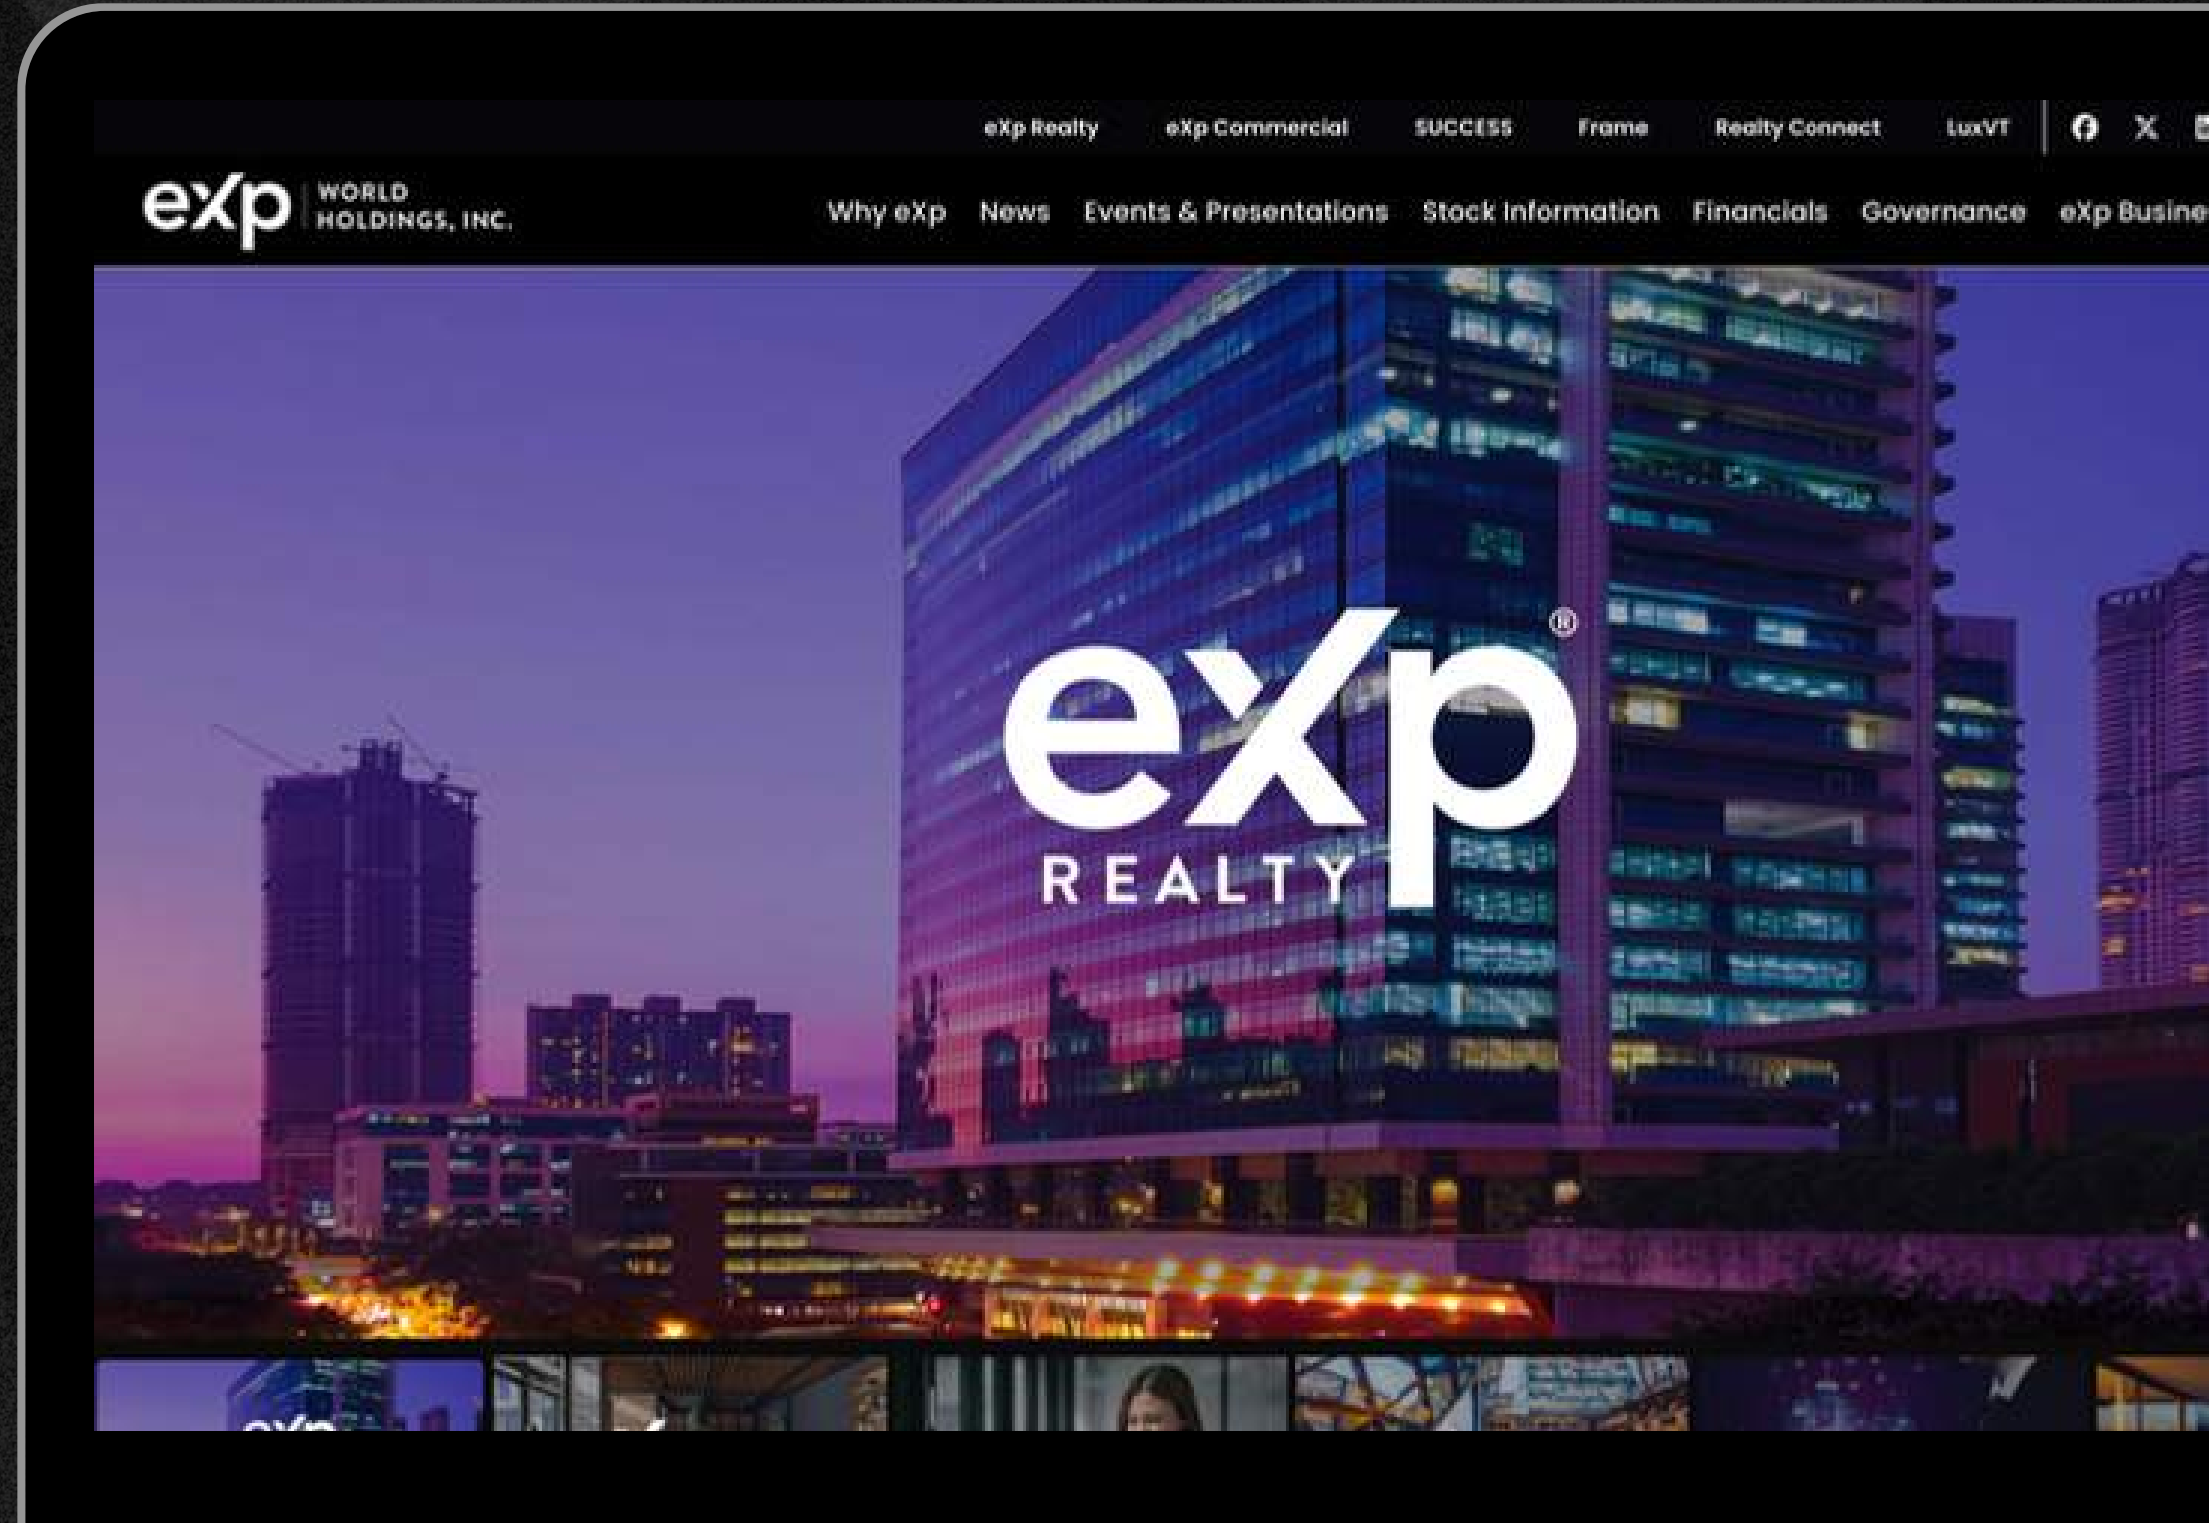 eXp Realty eXp Commercial SUCCESS Frame Realty Connect LuxVT
eXp WORLD HOLDINGS, INC.
Why eXp News Events & Presentations Stock Information Financials Governance eXp
eXp®
REALTY